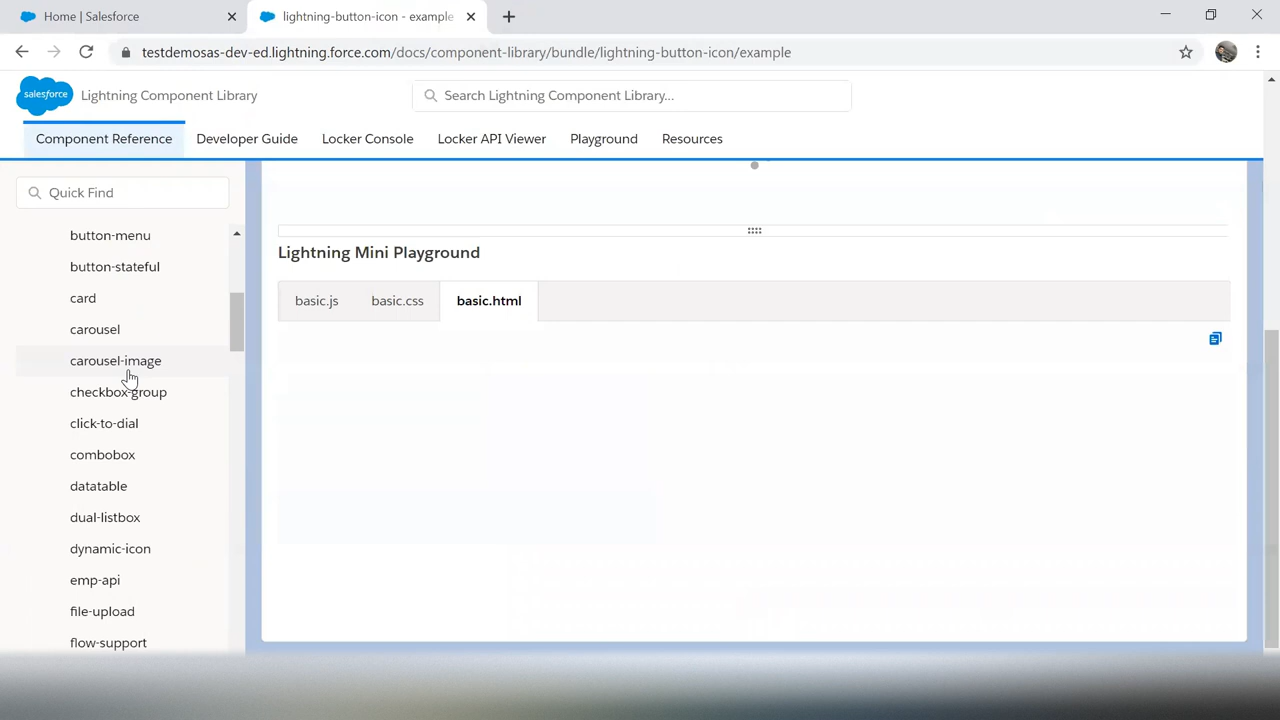 Home | Salesforce
lightning-button-icon - example
testdemosas-dev-ed.lightning.force.com/docs/component-library/bundle/lightning-button-icon/example
salesforce
Lightning Component Library
Search Lightning Component Library...
Component Reference
Developer Guide
Locker Console
Locker API Viewer
Playground
Resources
Quick Find
button-menu
button-stateful
card
carousel
carousel-image
checkbox-group
click-to-dial
combobox
datatable
dual-listbox
dynamic-icon
emp-api
file-upload
flow-support
Lightning Mini Playground
basic.js
basic.css
basic.html